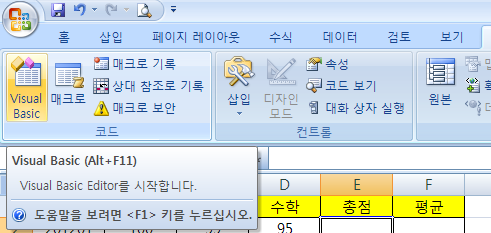 홈 삽입 페이지 레이아웃 수식 데이터 검토 보기
Visual Basic
매크로
매크로 기록
상대 참조로 기록
매크로 보안
코드
삽입
디자인 모드
속성
코드 보기
대화 상자 실행
컨트롤
원본
Visual Basic (Alt+F11)
Visual Basic Editor를 시작합니다.
도움말을 보려면 <F1> 키를 누르십시오.
D E F
수학 총점 평균
95